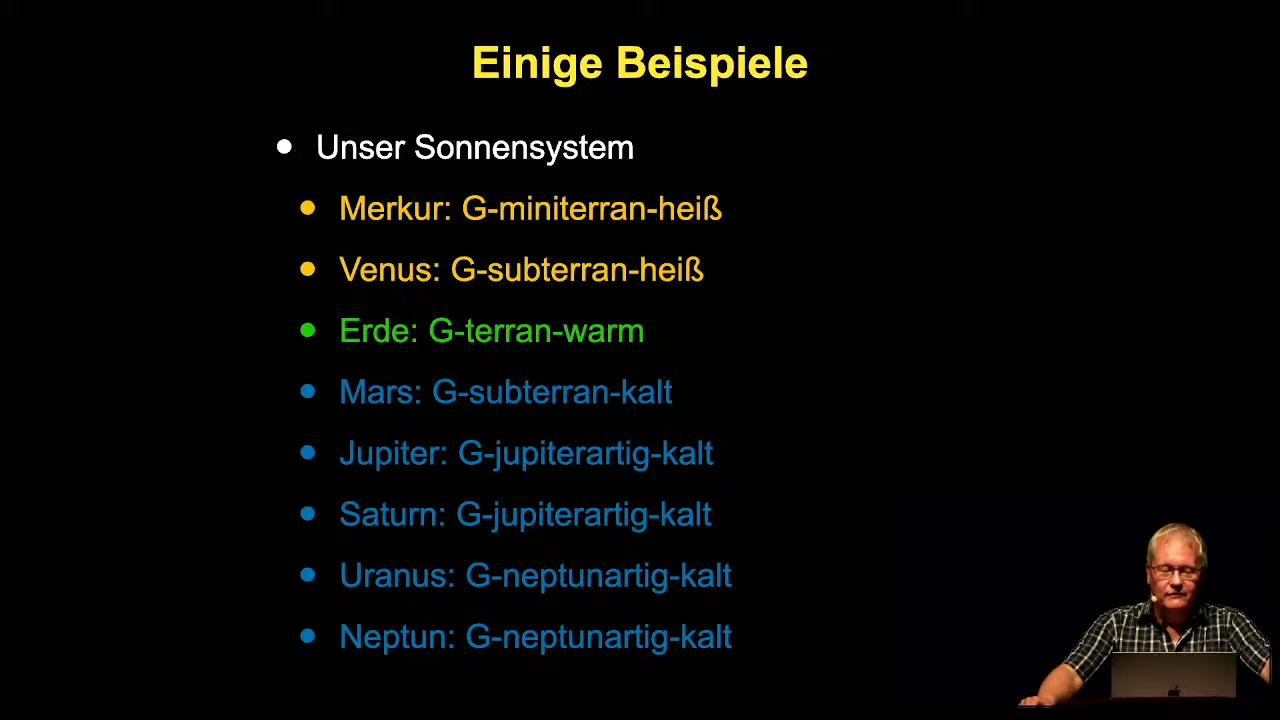 Einige Beispiele
• Unser Sonnensystem
• Merkur: G-miniterran-heiß
• Venus: G-subterran-heiß
• Erde: G-terran-warm
• Mars: G-subterran-kalt
• Jupiter: G-jupiterartig-kalt
• Saturn: G-jupiterartig-kalt
• Uranus: G-neptunartig-kalt
• Neptun: G-neptunartig-kalt